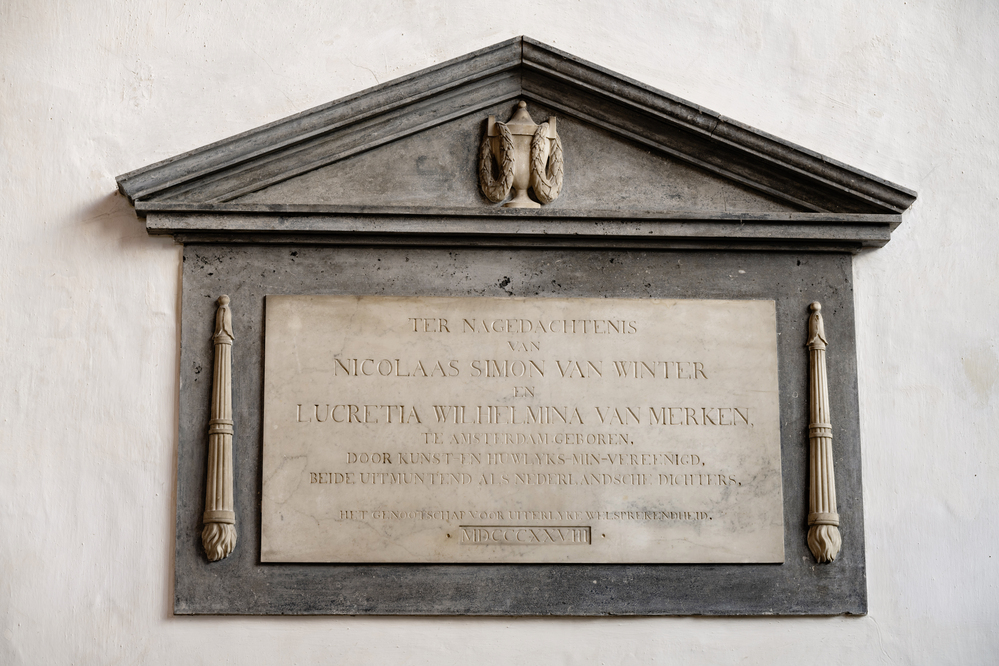 TER NAGEDACHTENIS
VAN
NICOLAAS SIMON VAN WINTER
EN
LUCRETIA WILHELMINA VAN MERKEN,
TE AMSTERDAM GEBOREN,
DOOR KUNST-EN HUWLYKS-MIN-VEREENIGD,
BEIDE UITMUNTEND ALS NEDERLANDSCHE DICHTERS.
HET GENOOTSCHAP VOOR UITERLYKE WELSPREKENDHEID.
MDCCCXXVIII